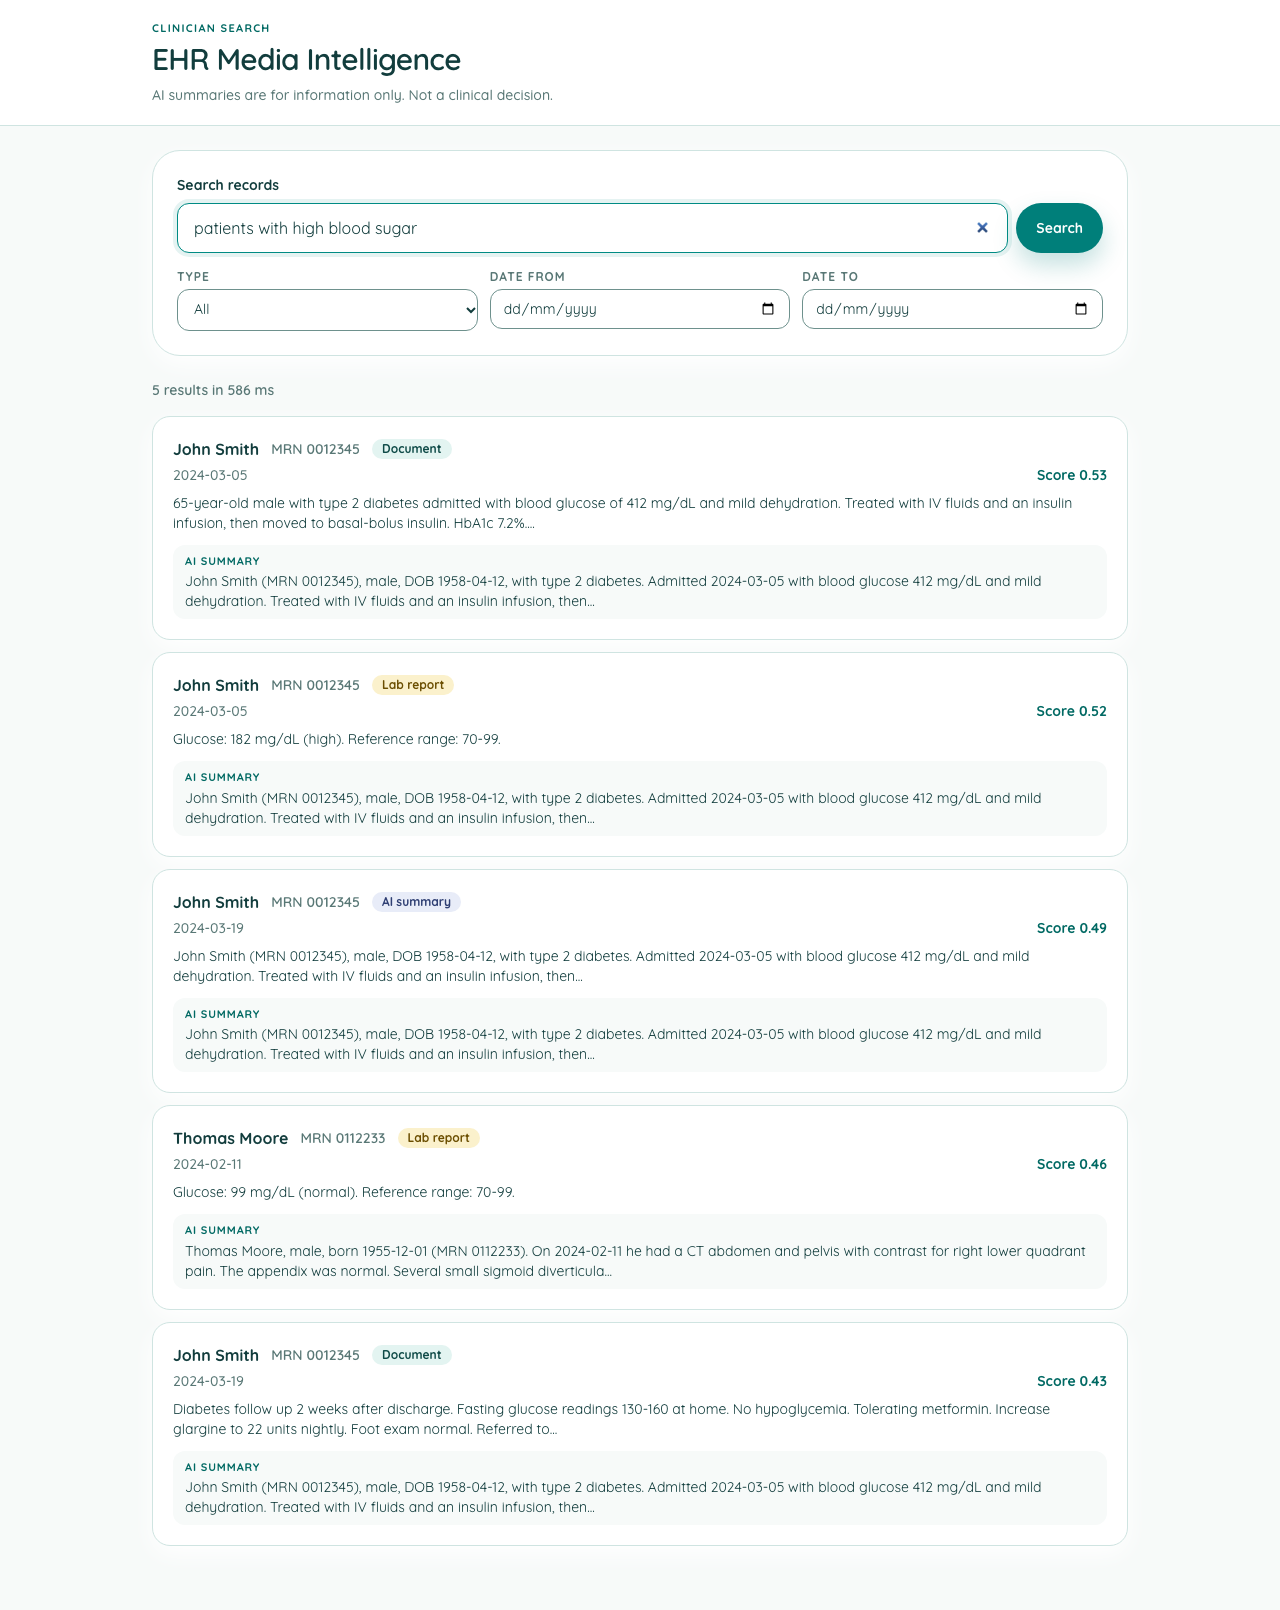 CLINICIAN SEARCH
EHR Media Intelligence
AI summaries are for information only. Not a clinical decision.
Search records
patients with high blood sugar
Search
TYPE
DATE FROM
DATE TO
All
dd/mm/yyyy
dd/mm/yyyy
5 results in 586 ms
John Smith MRN 0012345 Document
2024-03-05
Score 0.53
65-year-old male with type 2 diabetes admitted with blood glucose of 412 mg/dL and mild dehydration. Treated with IV fluids and an insulin
infusion, then moved to basal-bolus insulin. HbA1c 7.2%....
AI SUMMARY
John Smith (MRN 0012345), male, DOB 1958-04-12, with type 2 diabetes. Admitted 2024-03-05 with blood glucose 412 mg/dL and mild
dehydration. Treated with IV fluids and an insulin infusion, then...
John Smith MRN 0012345 Lab report
2024-03-05
Score 0.52
Glucose: 182 mg/dL (high). Reference range: 70-99.
AI SUMMARY
John Smith (MRN 0012345), male, DOB 1958-04-12, with type 2 diabetes. Admitted 2024-03-05 with blood glucose 412 mg/dL and mild
dehydration. Treated with IV fluids and an insulin infusion, then...
John Smith MRN 0012345 AI summary
2024-03-19
Score 0.49
John Smith (MRN 0012345), male, DOB 1958-04-12, with type 2 diabetes. Admitted 2024-03-05 with blood glucose 412 mg/dL and mild
dehydration. Treated with IV fluids and an insulin infusion, then...
AI SUMMARY
John Smith (MRN 0012345), male, DOB 1958-04-12, with type 2 diabetes. Admitted 2024-03-05 with blood glucose 412 mg/dL and mild
dehydration. Treated with IV fluids and an insulin infusion, then...
Thomas Moore MRN 0112233 Lab report
2024-02-11
Score 0.46
Glucose: 99 mg/dL (normal). Reference range: 70-99.
AI SUMMARY
Thomas Moore, male, born 1955-12-01 (MRN 0112233). On 2024-02-11 he had a CT abdomen and pelvis with contrast for right lower quadrant
pain. The appendix was normal. Several small sigmoid diverticula...
John Smith MRN 0012345 Document
2024-03-19
Score 0.43
Diabetes follow up 2 weeks after discharge. Fasting glucose readings 130-160 at home. No hypoglycemia. Tolerating metformin. Increase
glargine to 22 units nightly. Foot exam normal. Referred to...
AI SUMMARY
John Smith (MRN 0012345), male, DOB 1958-04-12, with type 2 diabetes. Admitted 2024-03-05 with blood glucose 412 mg/dL and mild
dehydration. Treated with IV fluids and an insulin infusion, then...